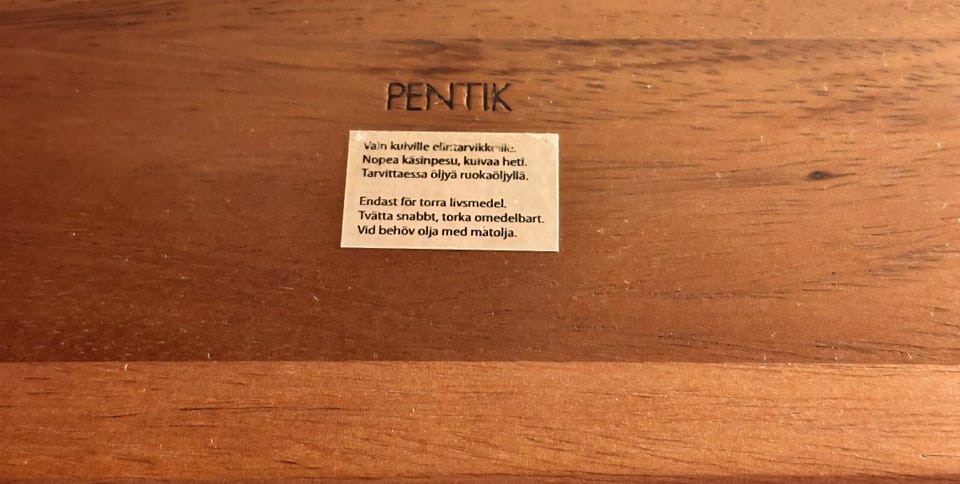 PENTIK
Vain kuiville elintarvikkeille.
Nopea käsinpesu, kuivaa heti.
Tarvittaessa öljyä ruokaöljyllä.
Endast för torra livsmedel.
Tvätta snabbt, torka omedelbart.
Vid behöv olja med matolja.